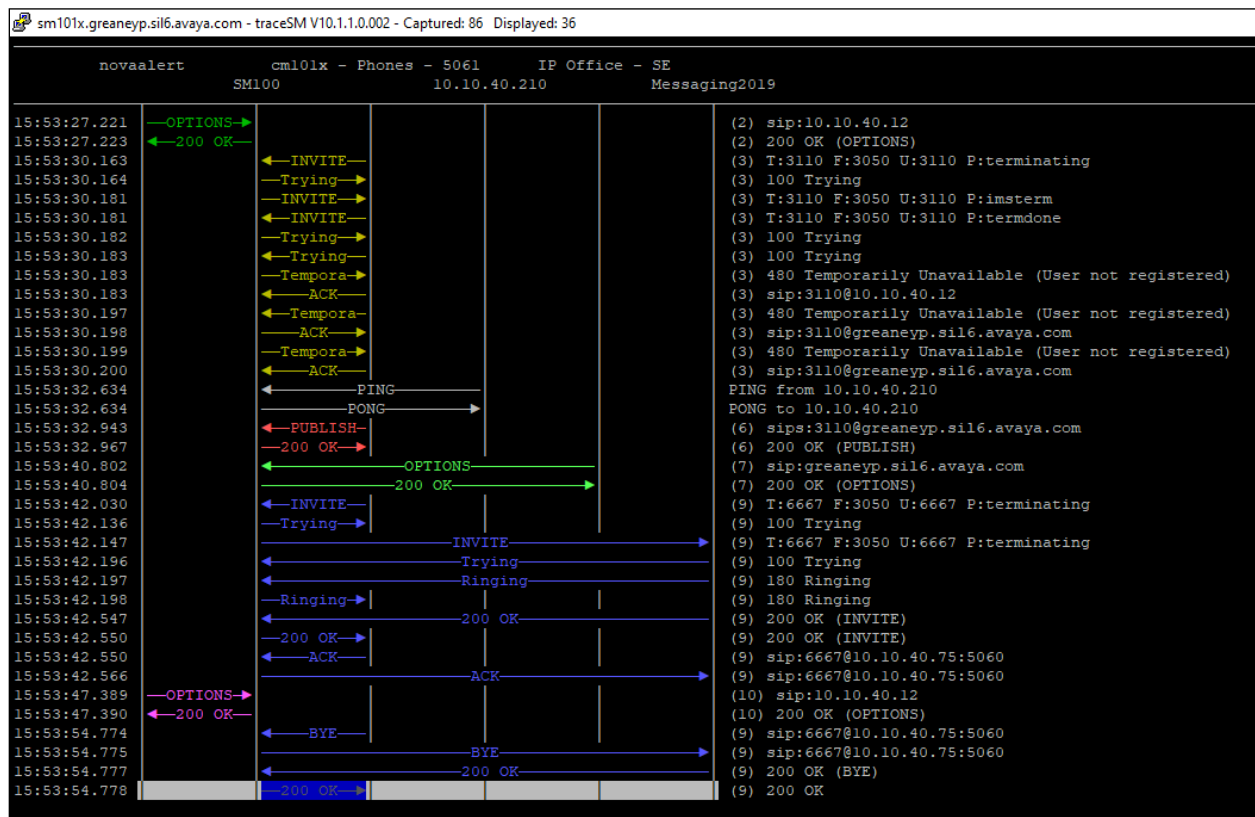 sm101x.greaneyp.sil6.avaya.com - traceSM V10.1.1.0.002 - Captured: 86 Displayed: 36
novaalert cm101x - Phones - 5061 IP Office - SE
SM100 10.10.40.210 Messaging2019
15:53:27.221 OPTIONS (2) sip:10.10.40.12
15:53:27.223 200 OK (2) 200 OK (OPTIONS)
15:53:30.163 INVITE (3) T:3110 F:3050 U:3110 P:terminating
15:53:30.164 Trying (3) 100 Trying
15:53:30.181 INVITE (3) T:3110 F:3050 U:3110 P:imsterm
15:53:30.181 INVITE (3) T:3110 F:3050 U:3110 P:termdone
15:53:30.182 Trying (3) 100 Trying
15:53:30.183 Trying (3) 100 Trying
15:53:30.183 Tempora (3) 480 Temporarily Unavailable (User not registered)
15:53:30.183 ACK (3) sip:3110@10.10.40.12
15:53:30.197 Tempora (3) 480 Temporarily Unavailable (User not registered)
15:53:30.198 ACK (3) sip:3110@greaneyp.sil6.avaya.com
15:53:30.199 Tempora (3) 480 Temporarily Unavailable (User not registered)
15:53:30.200 ACK (3) sip:3110@greaneyp.sil6.avaya.com
15:53:32.634 PING PING from 10.10.40.210
15:53:32.634 PONG PONG to 10.10.40.210
15:53:32.943 PUBLISH (6) sips:3110@greaneyp.sil6.avaya.com
15:53:32.967 200 OK (6) 200 OK (PUBLISH)
15:53:40.802 OPTIONS (7) sip:greaneyp.sil6.avaya.com
15:53:40.804 200 OK (7) 200 OK (OPTIONS)
15:53:42.030 INVITE (9) T:6667 F:3050 U:6667 P:terminating
15:53:42.136 Trying (9) 100 Trying
15:53:42.147 INVITE (9) T:6667 F:3050 U:6667 P:terminating
15:53:42.196 Trying (9) 100 Trying
15:53:42.197 Ringing (9) 180 Ringing
15:53:42.198 Ringing (9) 180 Ringing
15:53:42.547 200 OK (9) 200 OK (INVITE)
15:53:42.550 200 OK (9) 200 OK (INVITE)
15:53:42.550 ACK (9) sip:6667@10.10.40.75:5060
15:53:42.566 ACK (9) sip:6667@10.10.40.75:5060
15:53:47.389 OPTIONS (10) sip:10.10.40.12
15:53:47.390 200 OK (10) 200 OK (OPTIONS)
15:53:54.774 BYE (9) sip:6667@10.10.40.75:5060
15:53:54.775 BYE (9) sip:6667@10.10.40.75:5060
15:53:54.777 200 OK (9) 200 OK (BYE)
15:53:54.778 200 OK (9) 200 OK